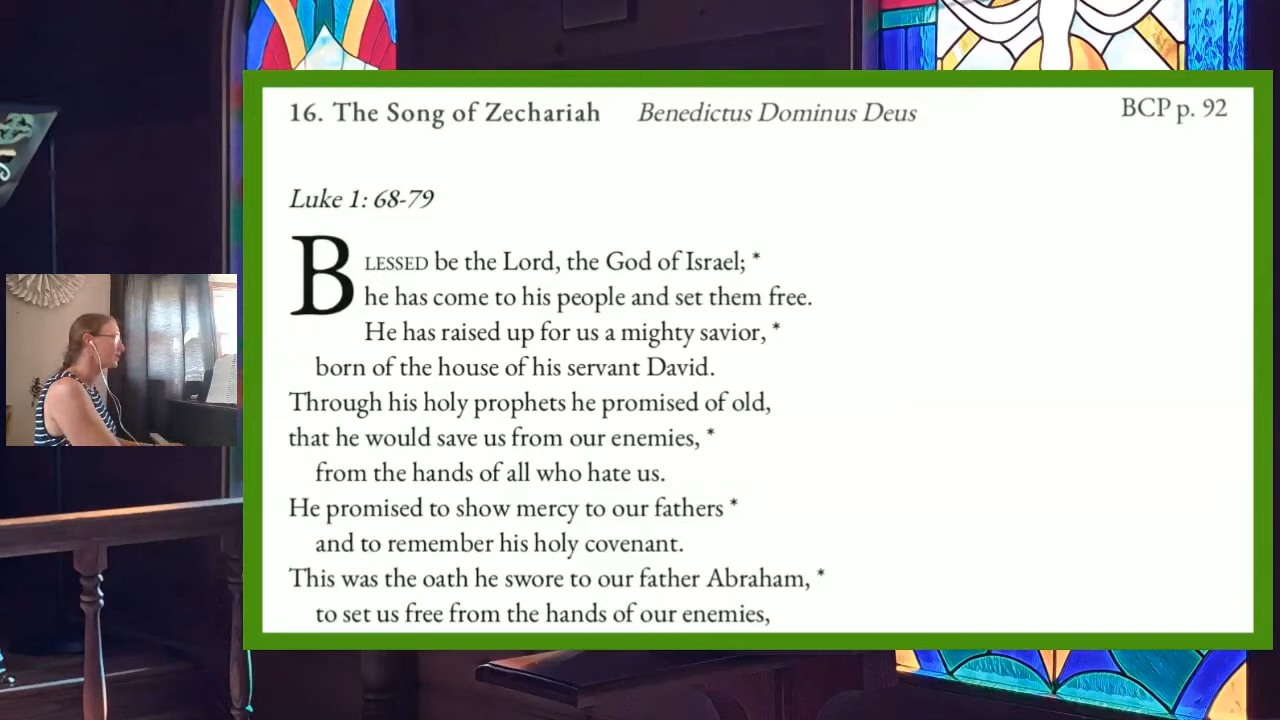 16. The Song of Zechariah Benedictus Dominus Deus BCP p. 92
Luke 1: 68-79
BLESSED be the Lord, the God of Israel; *
he has come to his people and set them free.
He has raised up for us a mighty savior, *
born of the house of his servant David.
Through his holy prophets he promised of old,
that he would save us from our enemies, *
from the hands of all who hate us.
He promised to show mercy to our fathers *
and to remember his holy covenant.
This was the oath he swore to our father Abraham, *
to set us free from the hands of our enemies,